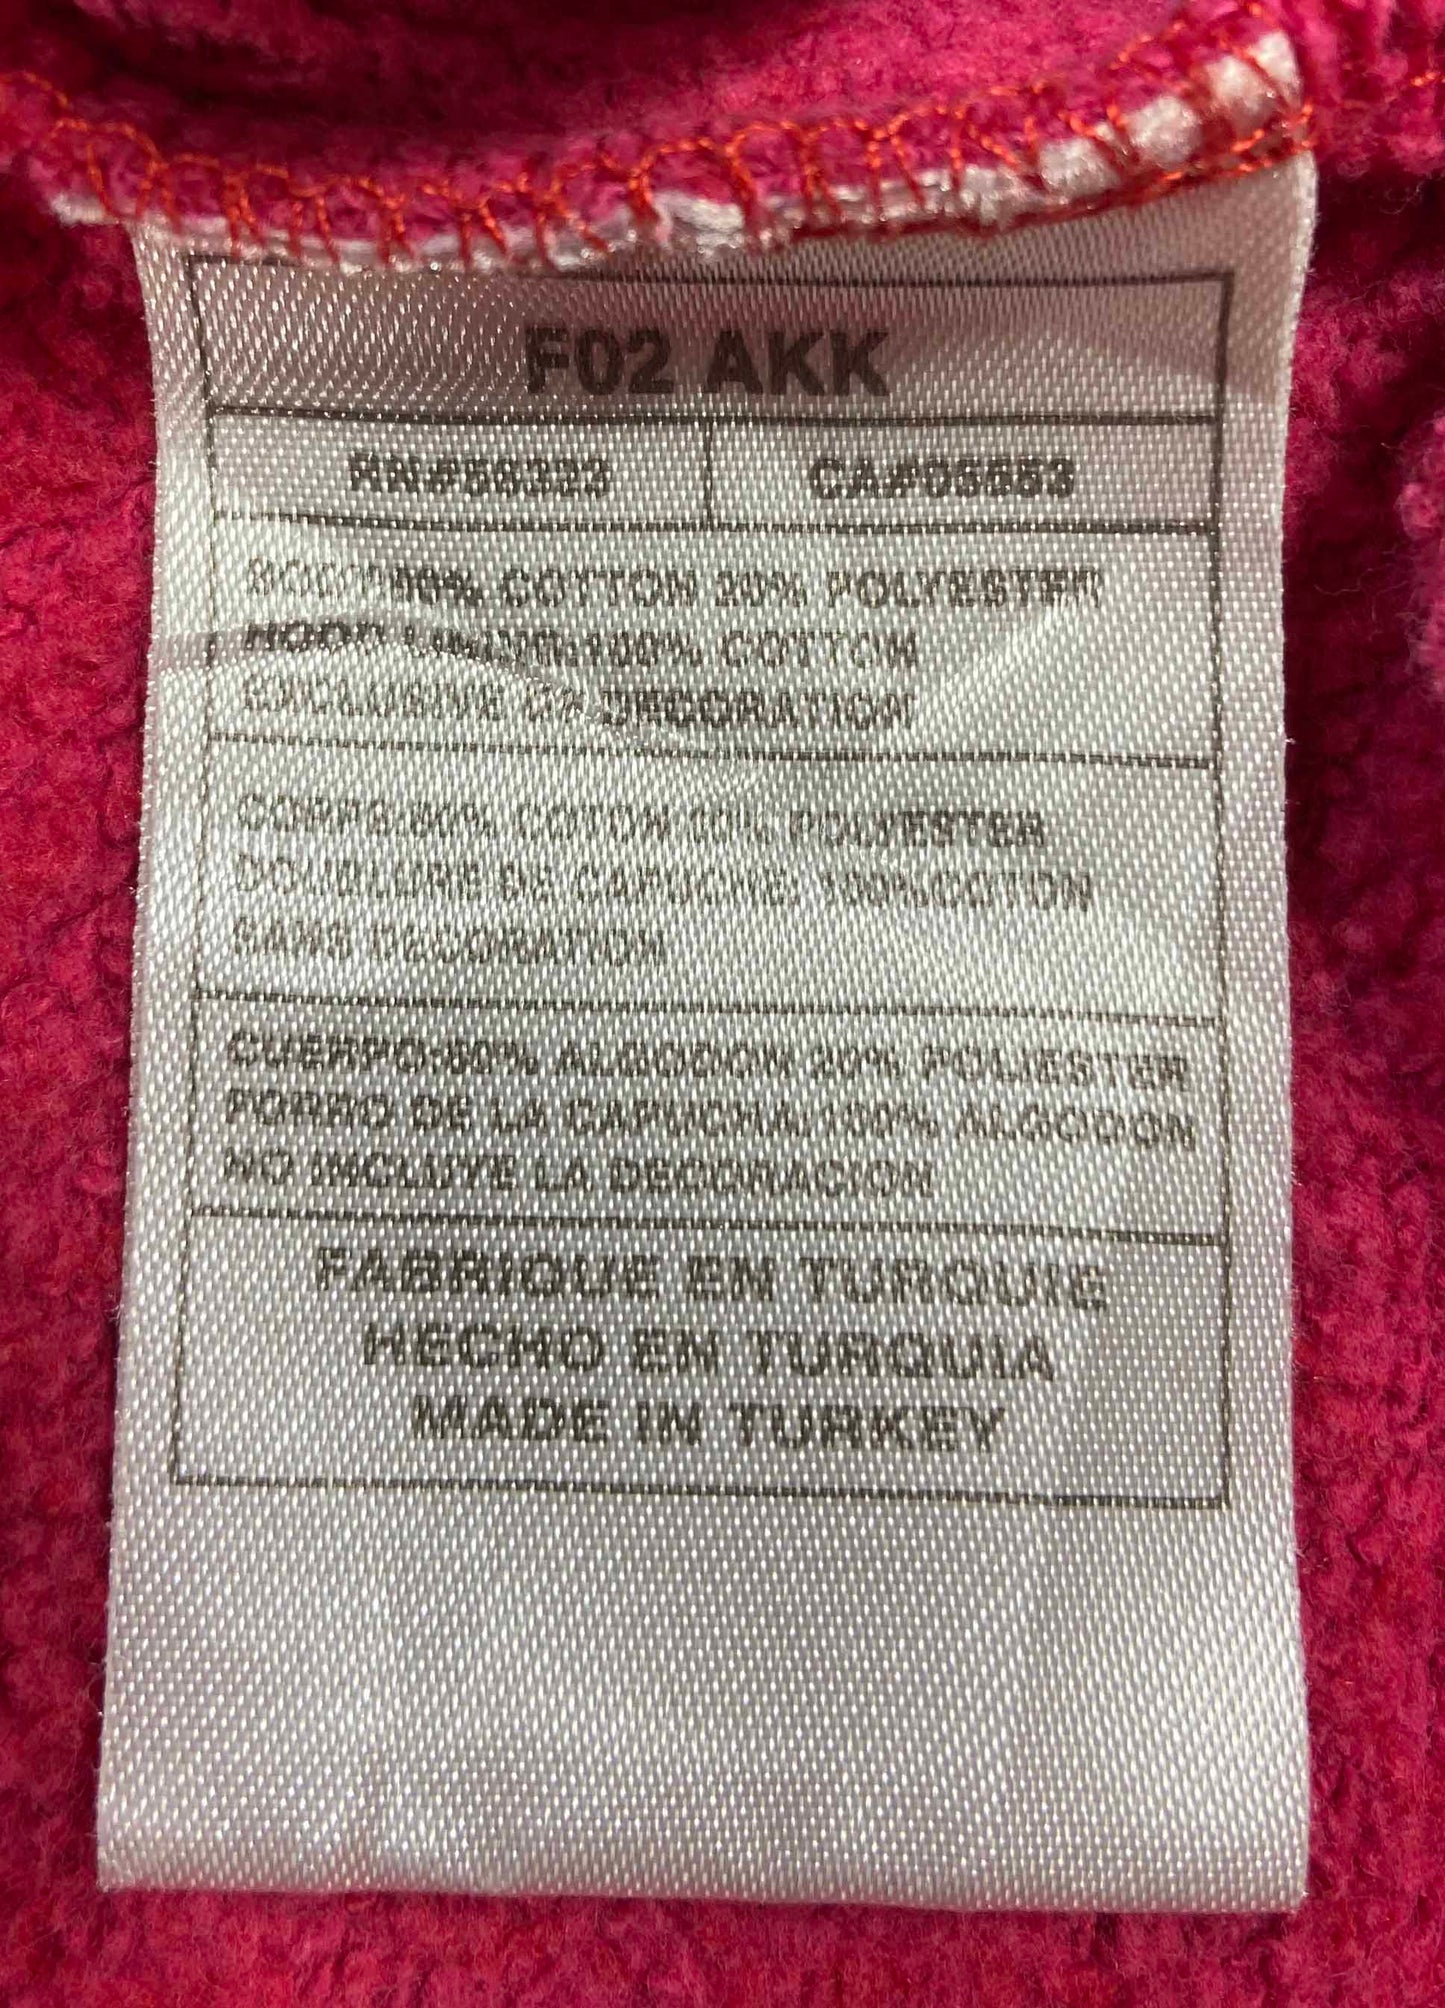 F02 AKK
RN#56323 CA#05553
BODY:80% COTTON 20% POLYESTER
HOOD LINING:100% COTTON
EXCLUSIVE OF DECORATION
CORPS:80% COTON 20% POLYESTER
DOUBLURE DE CAPUCHE: 100%COTON
SANS DECORATION
CUERPO:80% ALGODON 20% POLIESTER
FORRO DE LA CAPUCHA:100% ALGODON
NO INCLUYE LA DECORACION
FABRIQUE EN TURQUIE
HECHO EN TURQUIA
MADE IN TURKEY